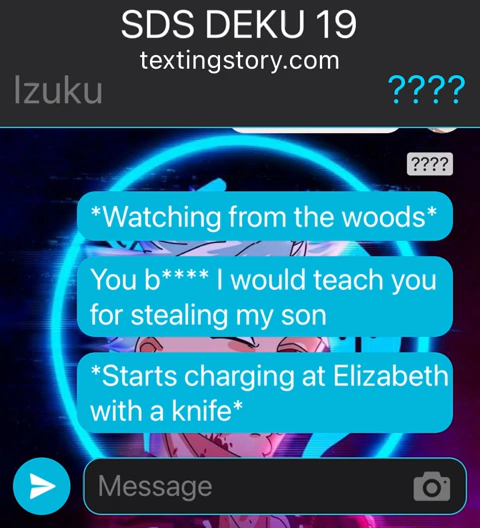 SDS DEKU 19
textingstory.com
Izuku
????
????
*Watching from the woods*
You b**** I would teach you
for stealing my son
*Starts charging at Elizabeth
with a knife*
Message